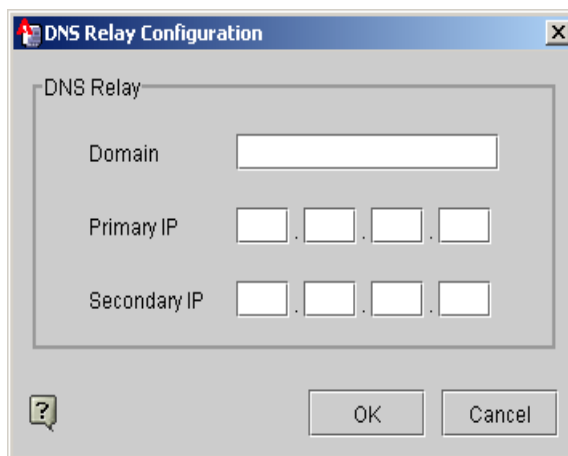 DNS Relay Configuration
DNS Relay
Domain
Primary IP
. . .
Secondary IP
. . .
?
OK
Cancel